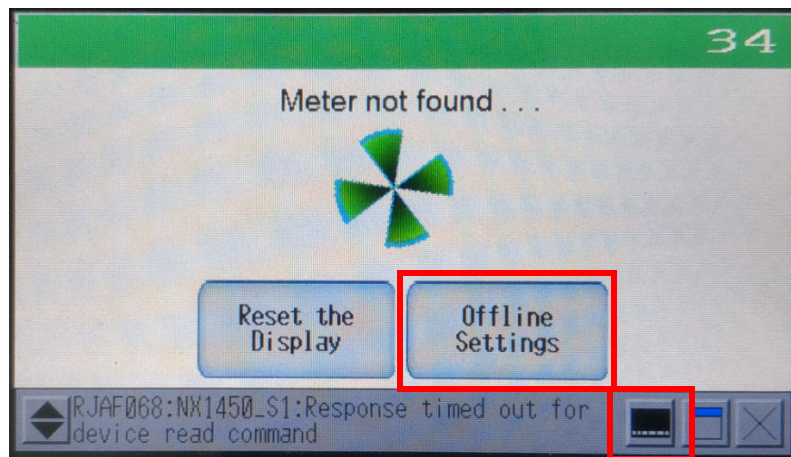 34
Meter not found . . .
Reset the
Display
Offline
Settings
RJAF068:NX1450_S1:Response timed out for
device read command